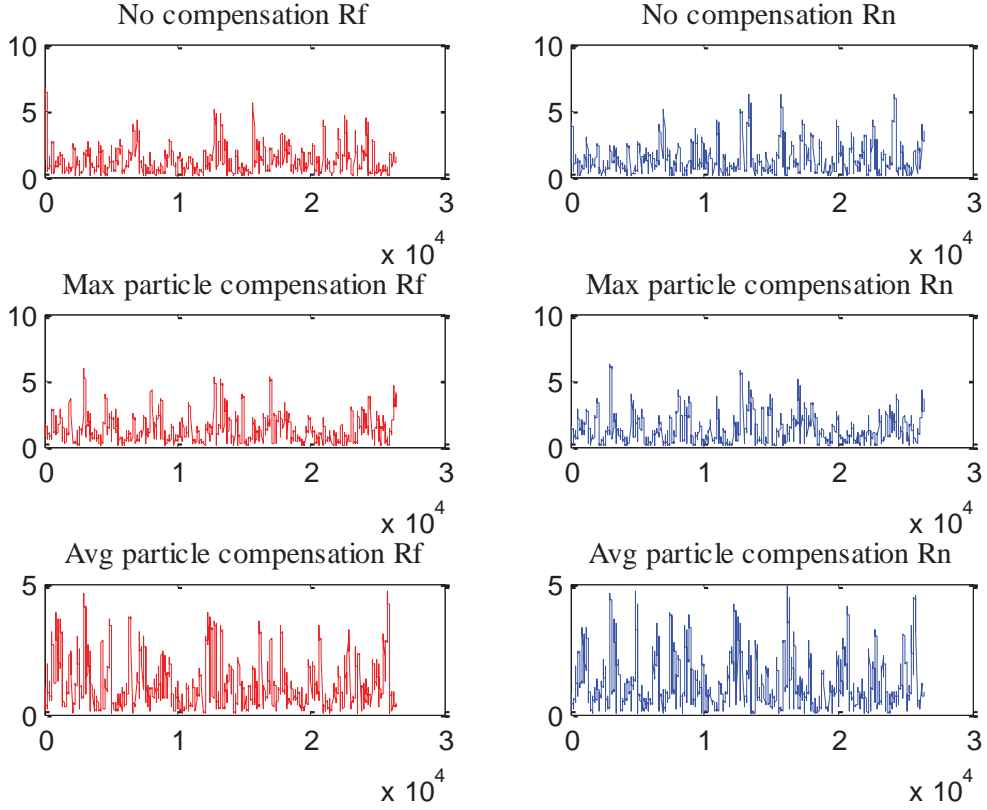 No compensation Rf
10
5
0
0 1 2 3
x 10^4
No compensation Rn
10
5
0
0 1 2 3
x 10^4
Max particle compensation Rf
10
5
0
0 1 2 3
x 10^4
Max particle compensation Rn
10
5
0
0 1 2 3
x 10^4
Avg particle compensation Rf
5
0
0 1 2 3
x 10^4
Avg particle compensation Rn
5
0
0 1 2 3
x 10^4